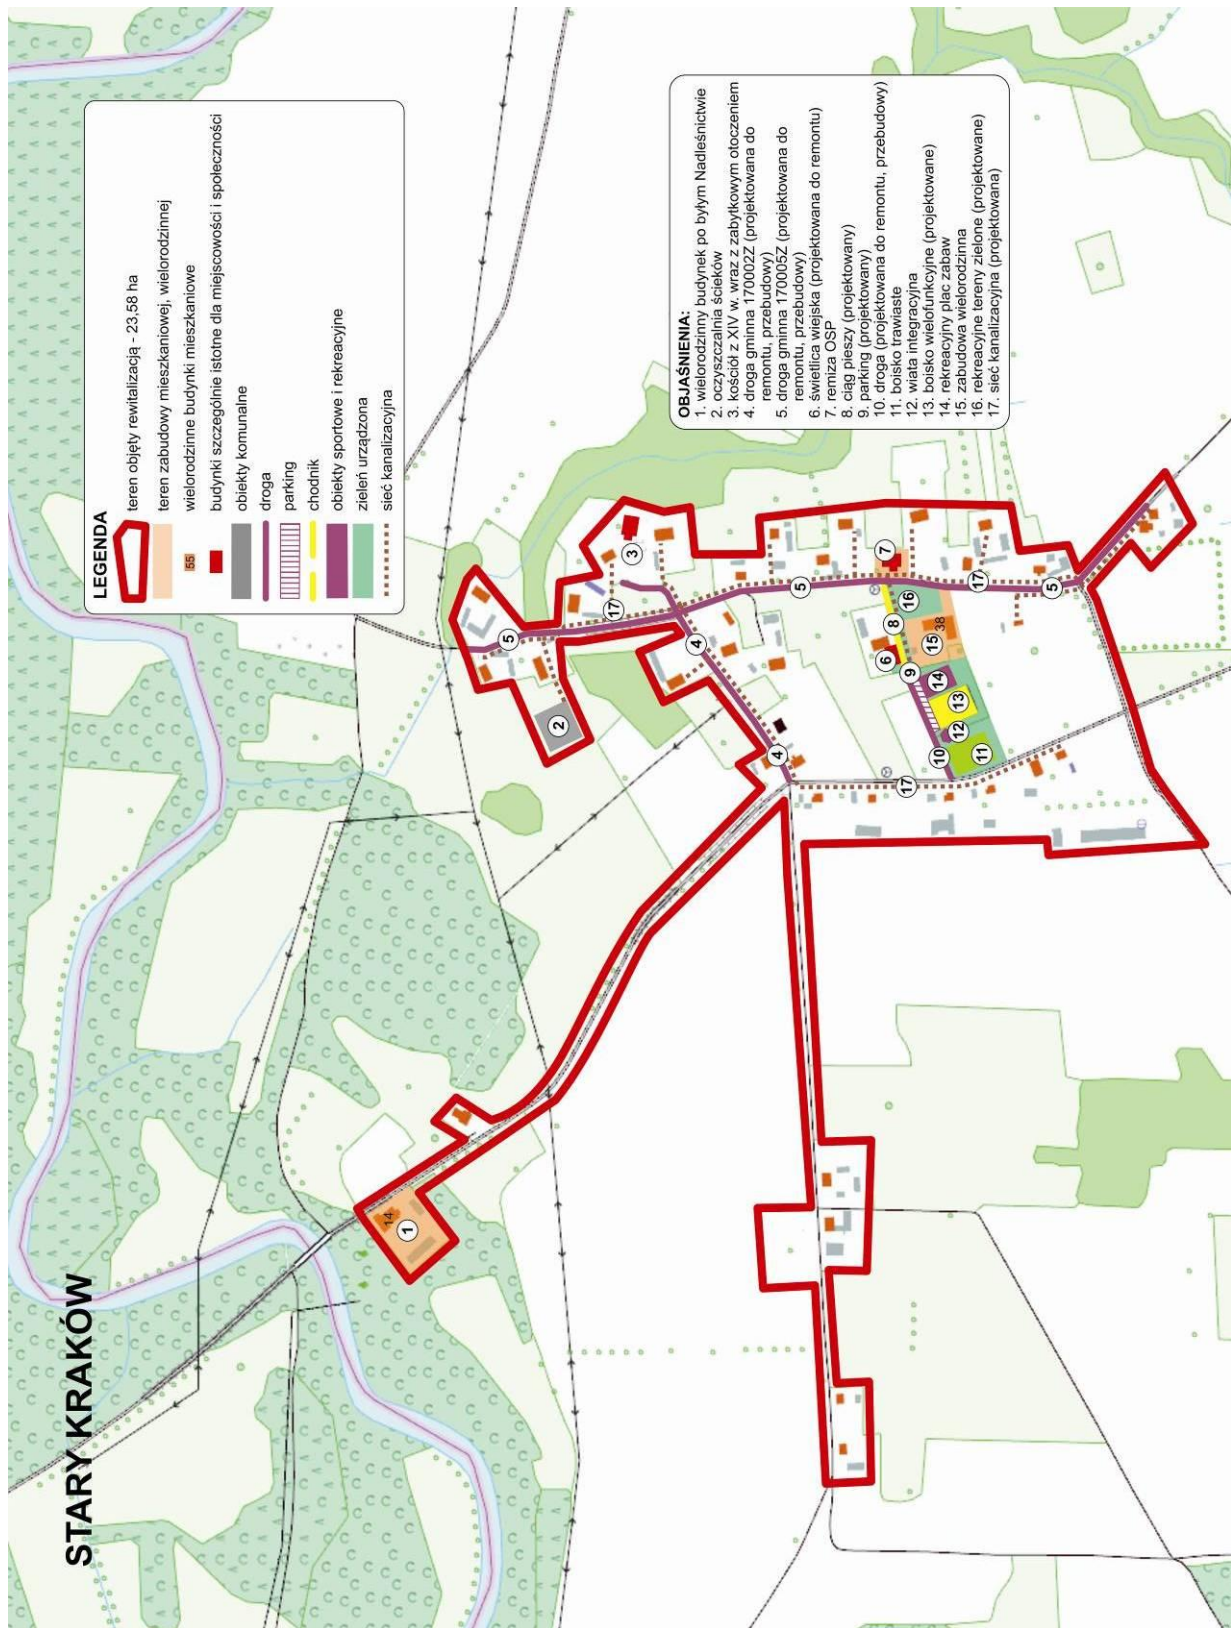 STARY KRAKÓW
LEGENDA
teren objęty rewitalizacją - 23,58 ha
teren zabudowy mieszkaniowej, wielorodzinnej
55
wielorodzinne budynki mieszkaniowe
budynki szczególnie istotne dla miejscowości i społeczności
obiekty komunalne
droga
parking
chodnik
obiekty sportowe i rekreacyjne
zieleń urządzona
sieć kanalizacyjna
OBJAŚNIENIA:
1. wielorodzinny budynek po byłym Nadleśnictwie
2. oczyszczalnia ścieków
3. kościół z XIV w. wraz z zabytkowym otoczeniem
4. droga gminna 170002Z (projektowana do
remontu, przebudowy)
5. droga gminna 170005Z (projektowana do
remontu, przebudowy)
6. świetlica wiejska (projektowana do remontu)
7. remiza OSP
8. ciąg pieszy (projektowany)
9. parking (projektowany)
10. droga (projektowana do remontu, przebudowy)
11. boisko trawiaste
12. wiata integracyjna
13. boisko wielofunkcyjne (projektowane)
14. rekreacyjny plac zabaw
15. zabudowa wielorodzinna
16. rekreacyjne tereny zielone (projektowane)
17. sieć kanalizacyjna (projektowana)
14
1
2
5
17
3
4
4
5
7
16
8
6
9
15
38
14
13
12
11
10
17
17
5